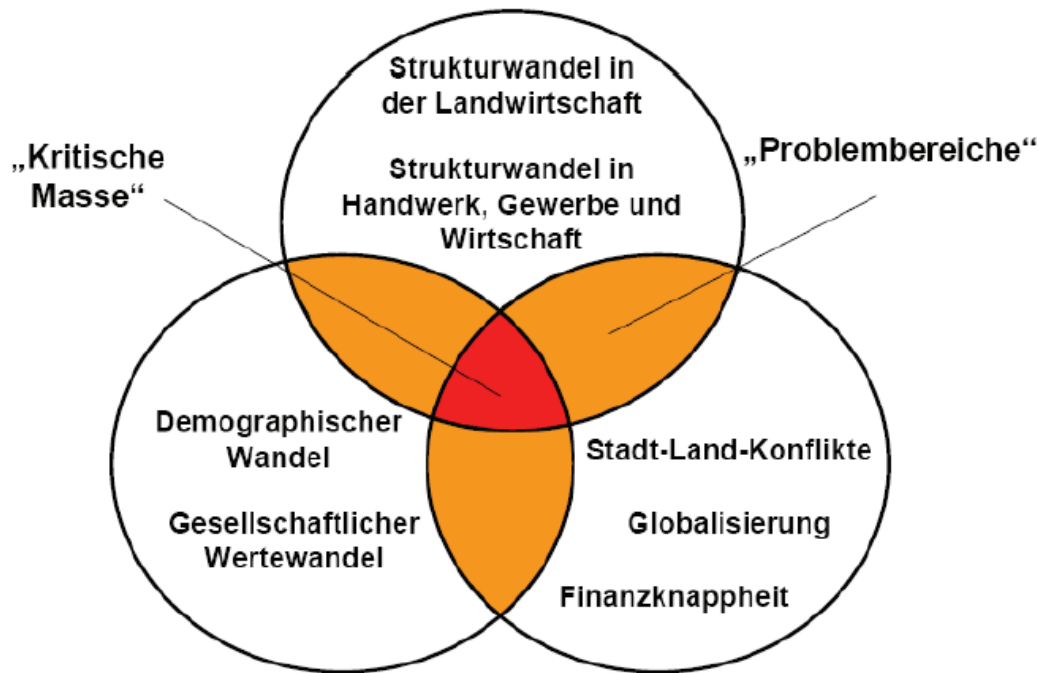 Strukturwandel in
der Landwirtschaft
„Kritische
Masse“
„Problembereiche“
Strukturwandel in
Handwerk, Gewerbe und
Wirtschaft
Demographischer
Wandel
Stadt-Land-Konflikte
Gesellschaftlicher
Wertewandel
Globalisierung
Finanzknappheit